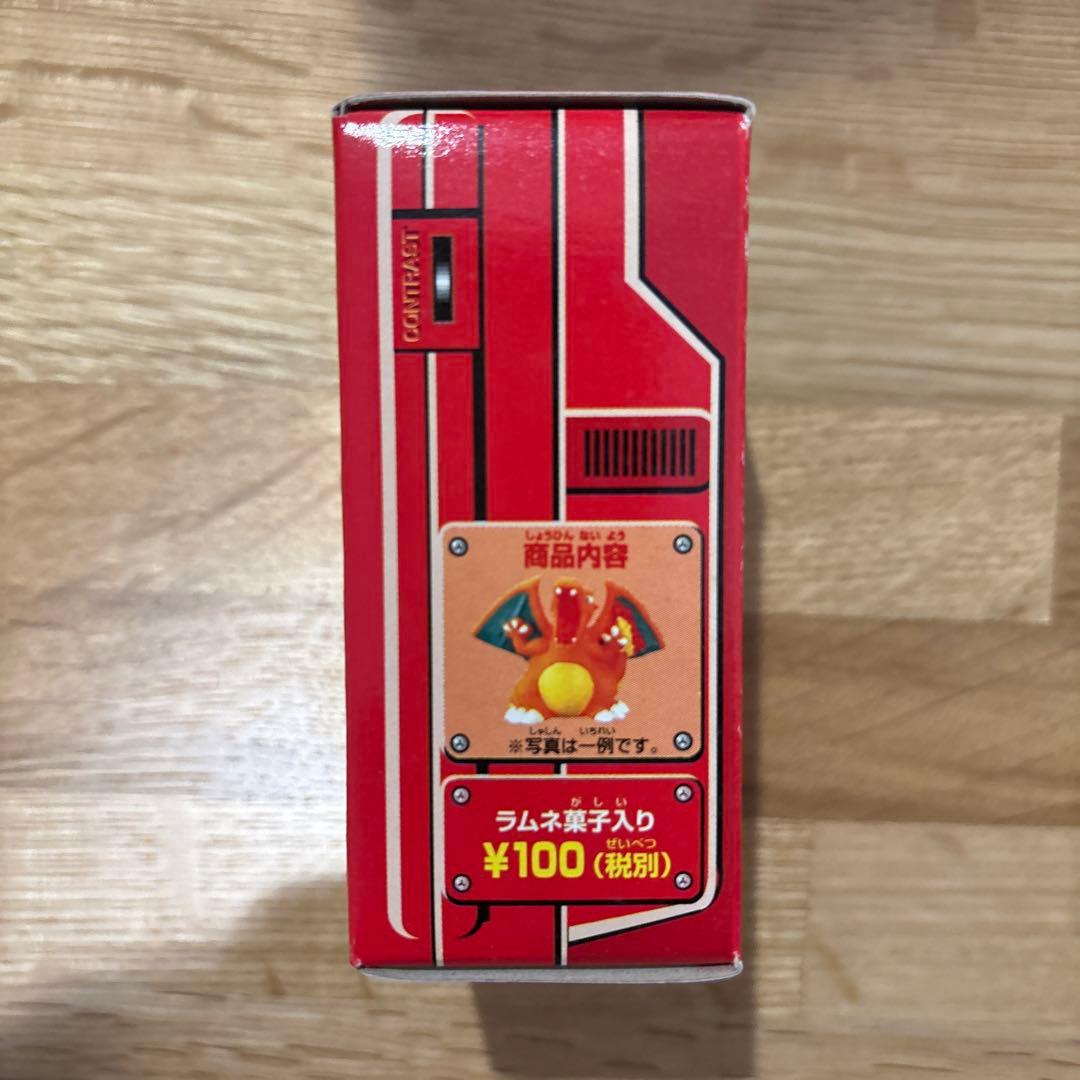 CONTRAST
しょうひん ない よう
商品内容
しゃしん いちれい
※写真は一例です。
がしい
ラムネ菓子入り
ぜいべつ
¥100(税別)